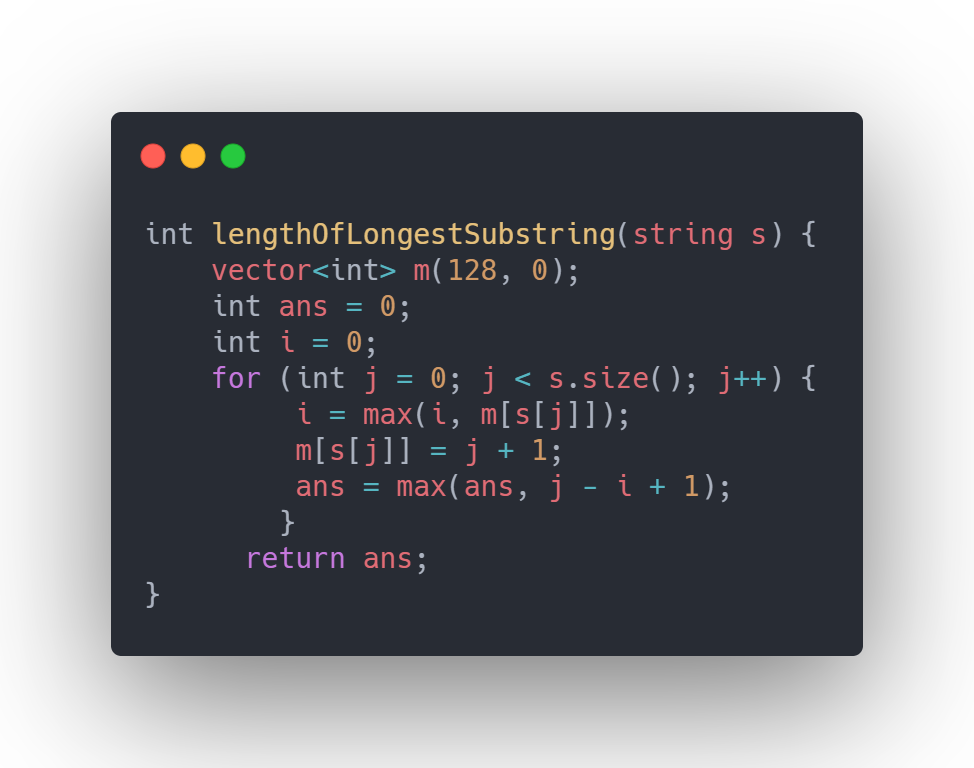 int lengthOfLongestSubstring(string s) {
    vector<int> m(128, 0);
    int ans = 0;
    int i = 0;
    for (int j = 0; j < s.size(); j++) {
         i = max(i, m[s[j]]);
         m[s[j]] = j + 1;
         ans = max(ans, j - i + 1);
        }
      return ans;
}